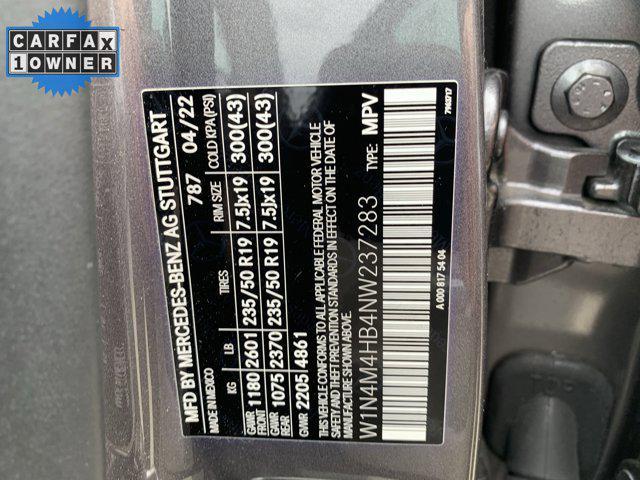 CARFAX
1 OWNER
MFD BY MERCEDES-BENZ AG STUTTGART
MADE IN MEXICO 787 04/22
KG LB TIRES RIM SIZE COLD KPA(PSI)
GAWR FRONT 1180 2601 235/50 R19 7.5Jx19 300(43)
GAWR REAR 1075 2370 235/50 R19 7.5Jx19 300(43)
GVWR 2205 4861
THIS VEHICLE CONFORMS TO ALL APPLICABLE FEDERAL MOTOR VEHICLE
SAFETY AND THEFT PREVENTION STANDARDS IN EFFECT ON THE DATE OF
MANUFACTURE SHOWN ABOVE.
W1N4M4HB4NW237283 TYPE: MPV
A 000 817 54 04